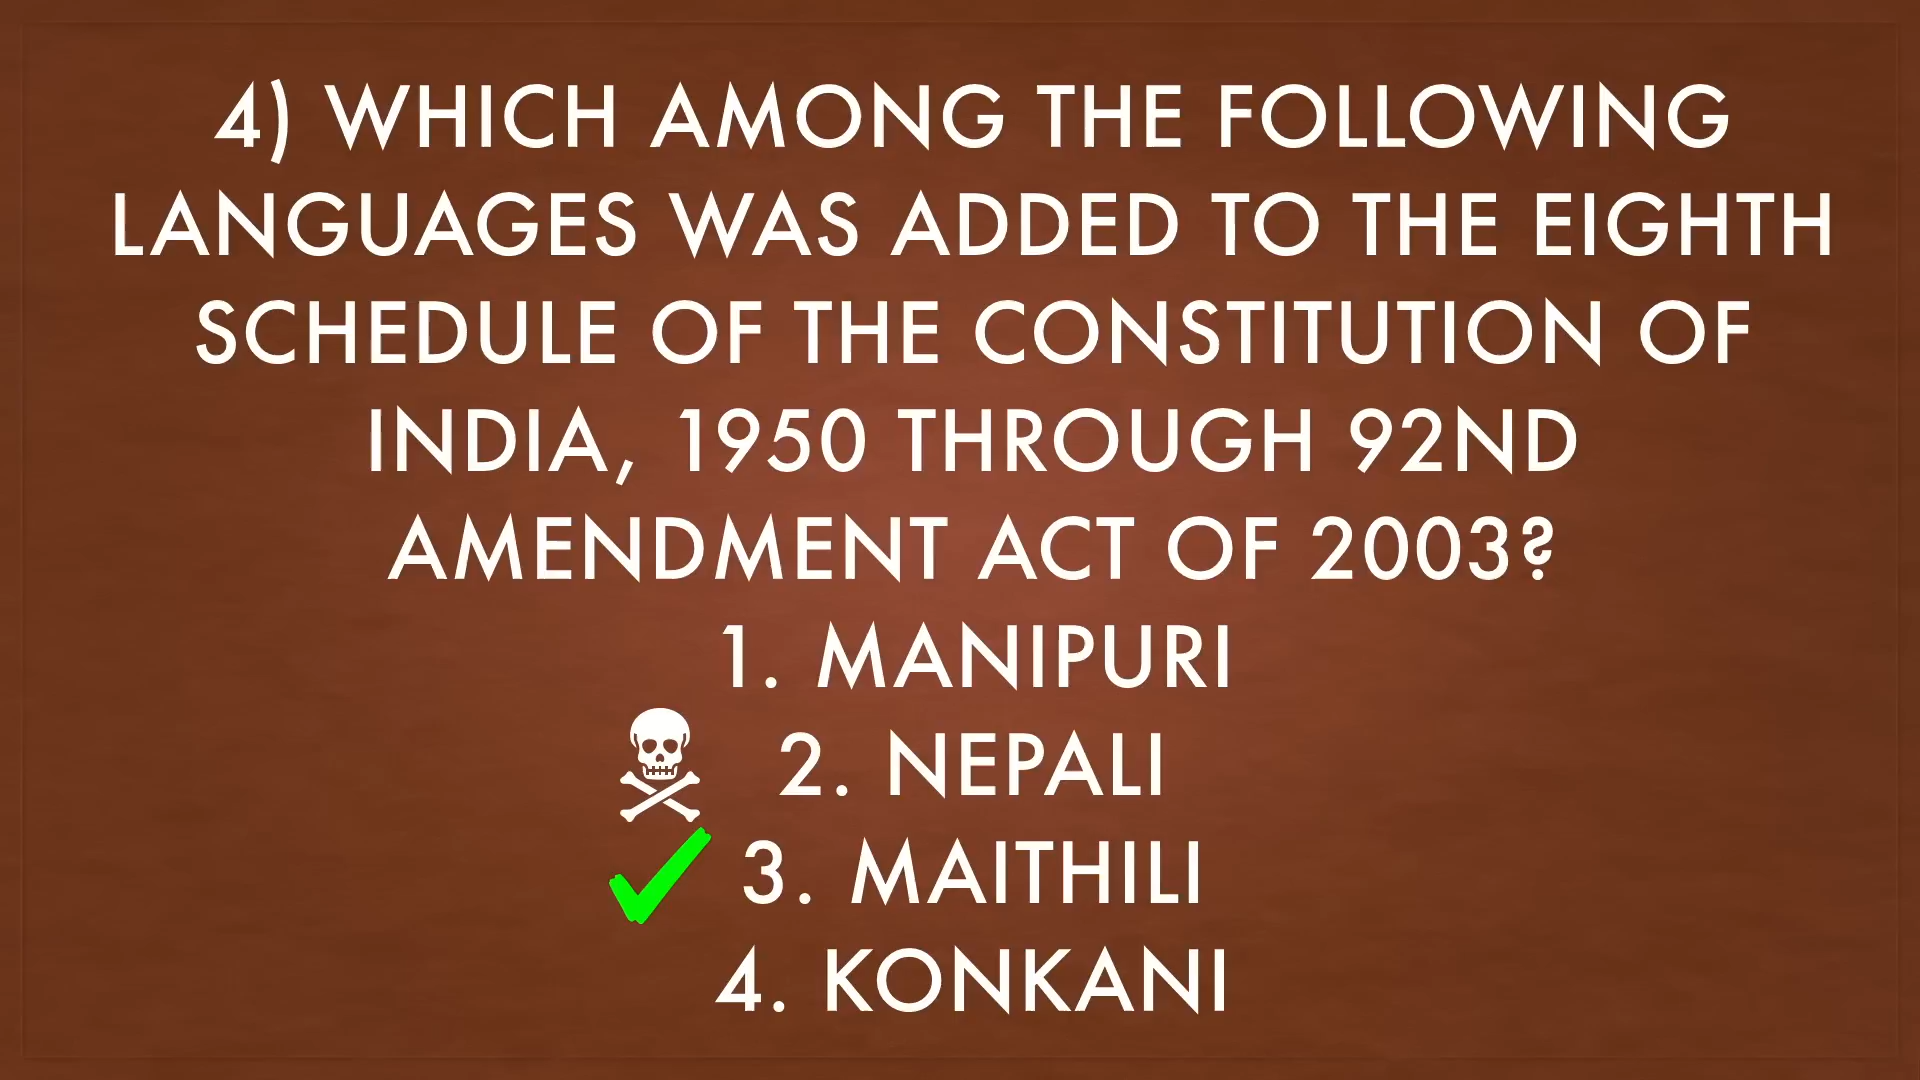 4) WHICH AMONG THE FOLLOWING
LANGUAGES WAS ADDED TO THE EIGHTH
SCHEDULE OF THE CONSTITUTION OF
INDIA, 1950 THROUGH 92ND
AMENDMENT ACT OF 2003?
1. MANIPURI
2. NEPALI
3. MAITHILI
4. KONKANI